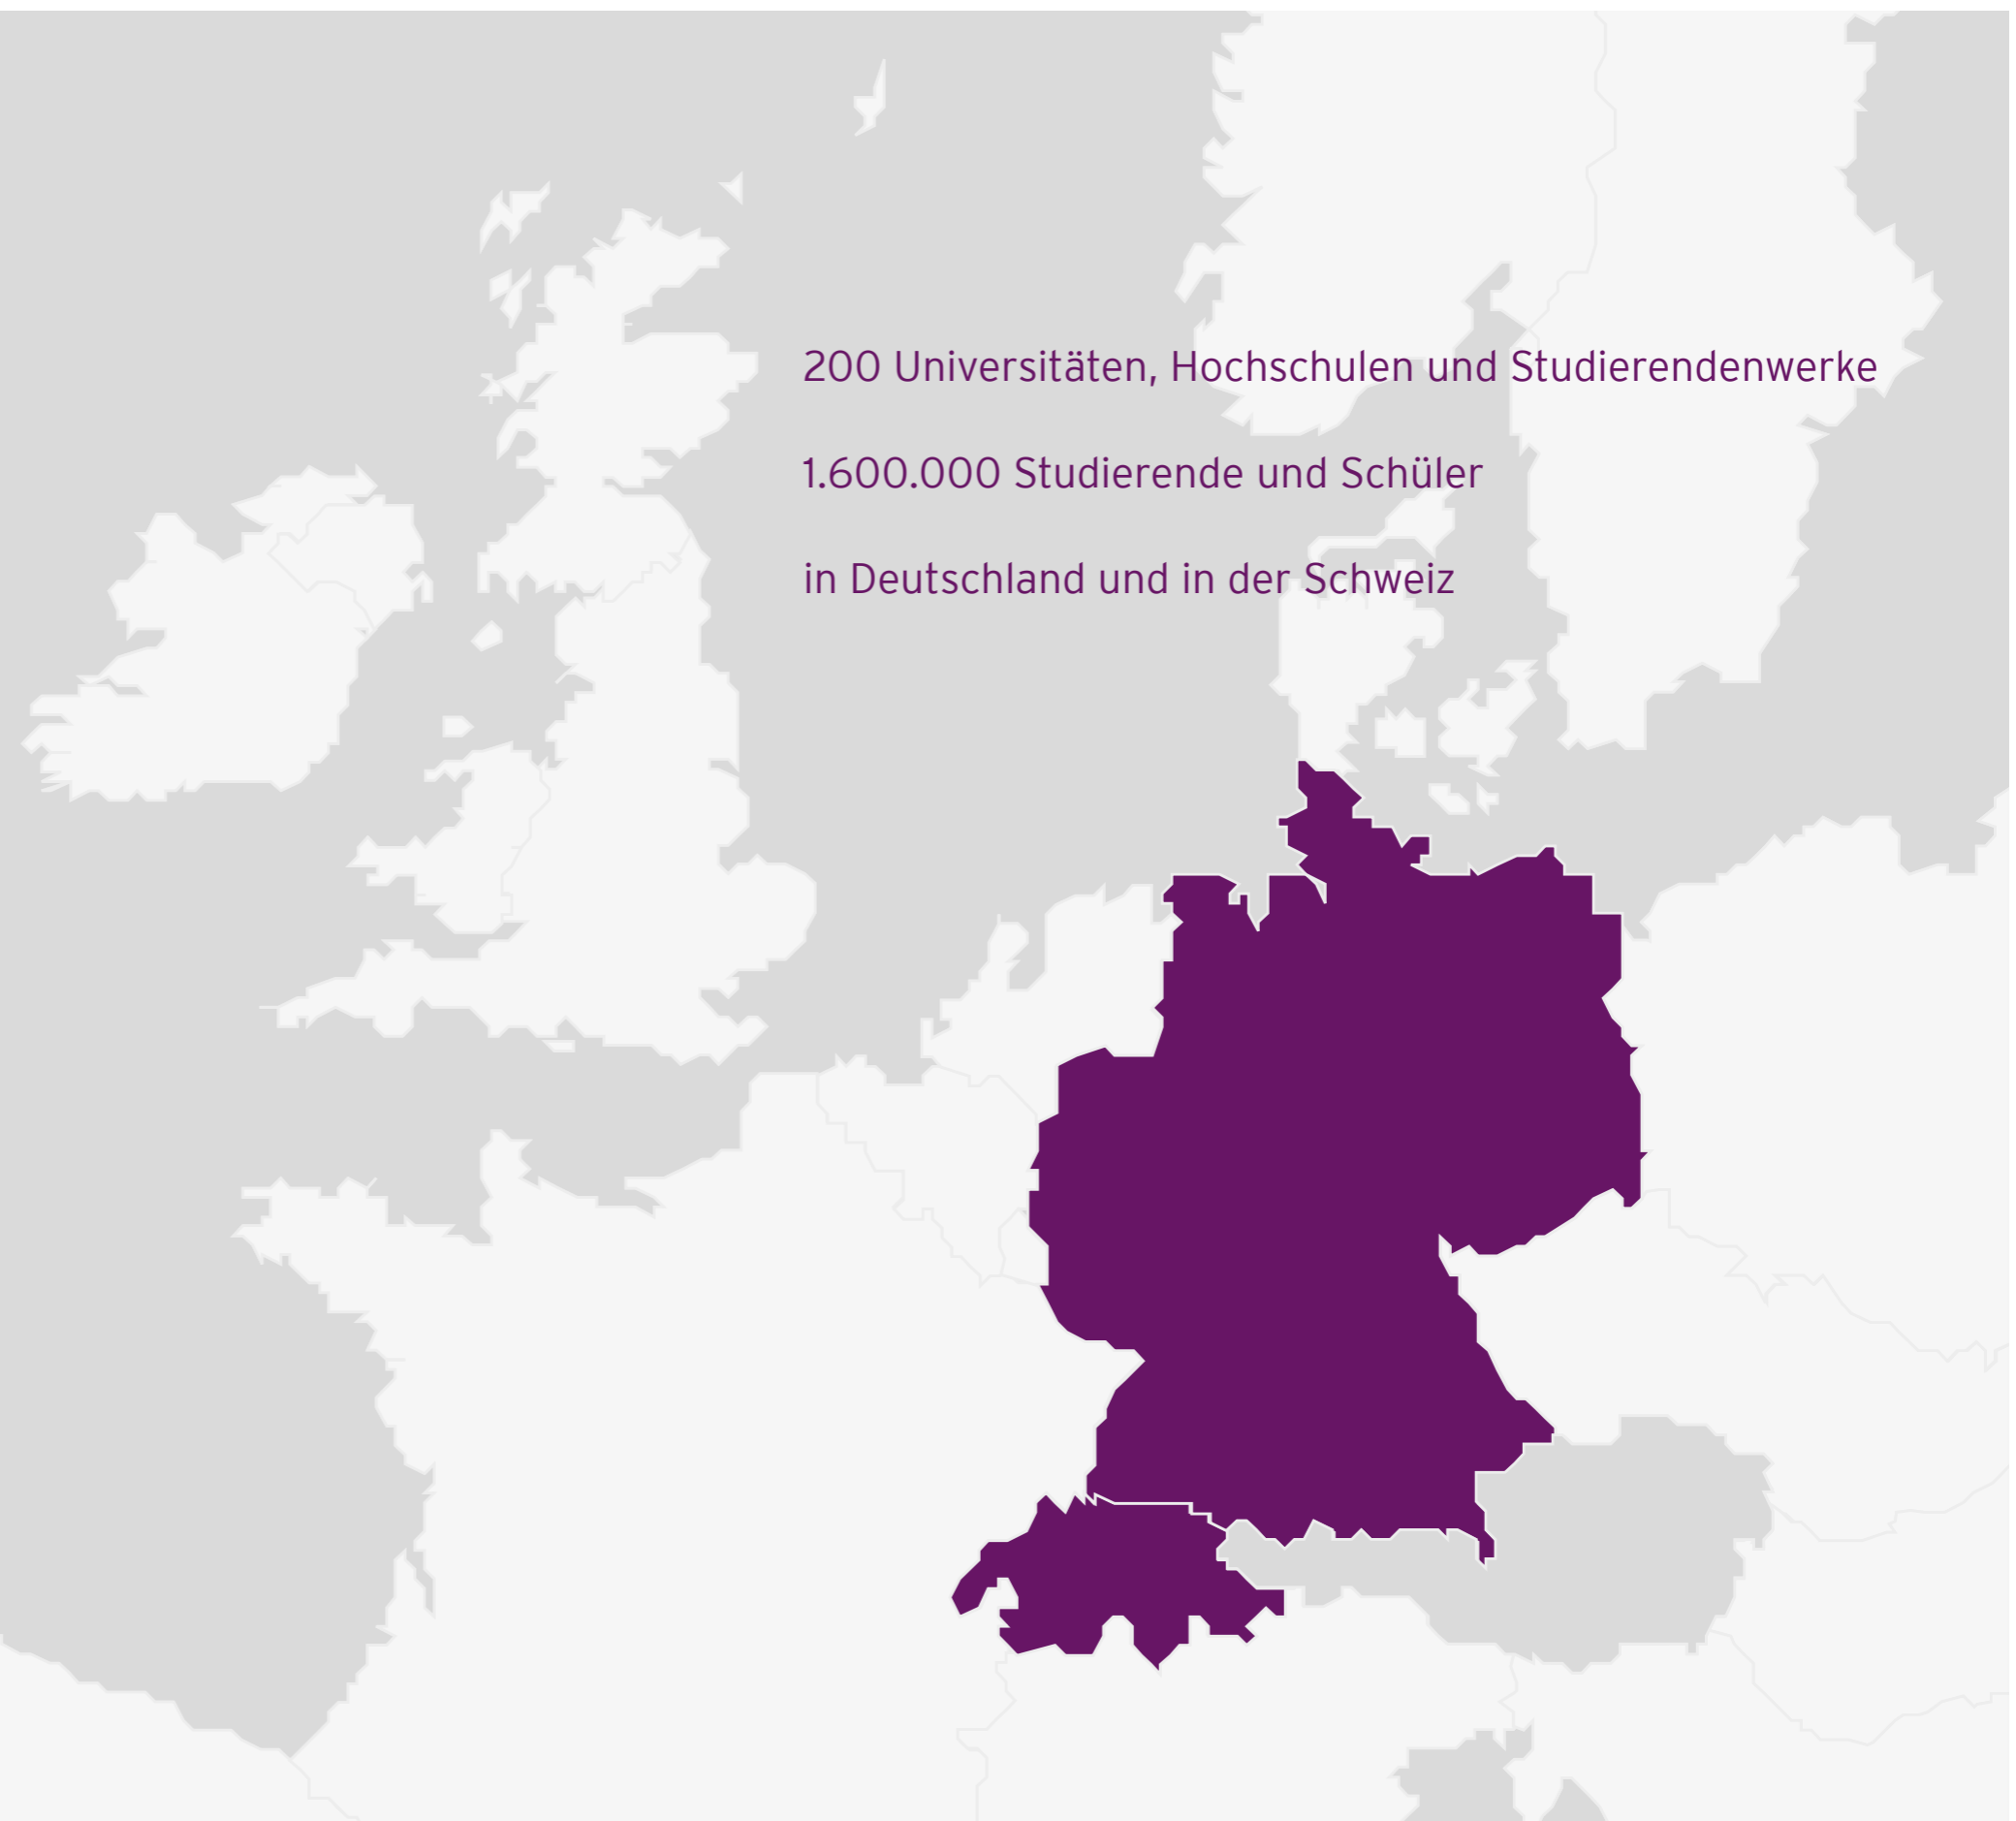 200 Universitäten, Hochschulen und Studierendenwerke
1.600.000 Studierende und Schüler
in Deutschland und in der Schweiz